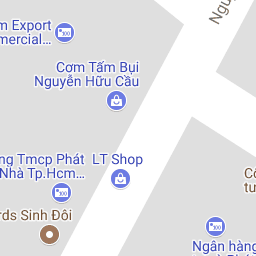 m Export
mercial...
Cơm Tấm Bụi
Nguyễn Hữu Cầu
ng Tmcp Phát
Nhà Tp.Hcm...
LT Shop
rds Sinh Đôi
Ngân hàng